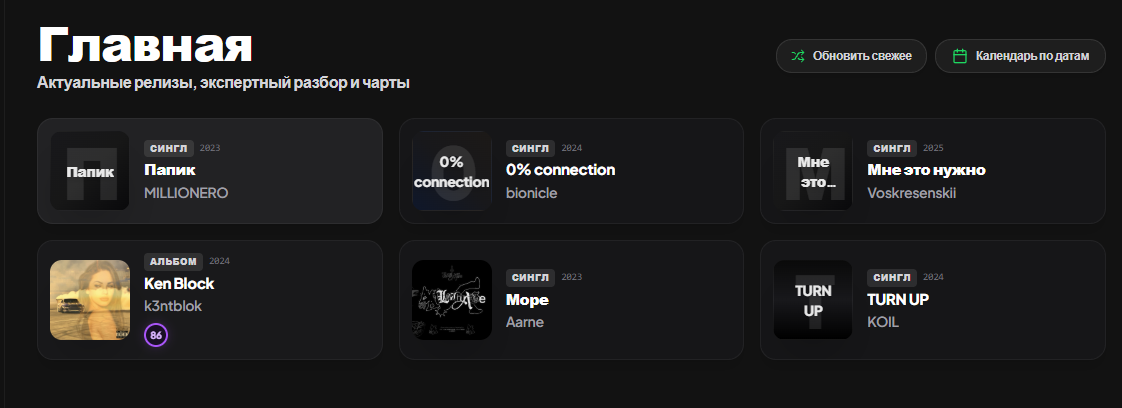 Главная
Актуальные релизы, экспертный разбор и чарты
Обновить свежее
Календарь по датам
Папик
СИНГЛ 2023
Папик
MILLIONERO
0%
connection
СИНГЛ 2024
0% connection
bionicle
Мне
это...
СИНГЛ 2025
Мне это нужно
Voskresenskii
АЛЬБОМ 2024
Ken Block
k3ntblok
86
СИНГЛ 2023
Море
Aarne
TURN
UP
СИНГЛ 2024
TURN UP
KOIL